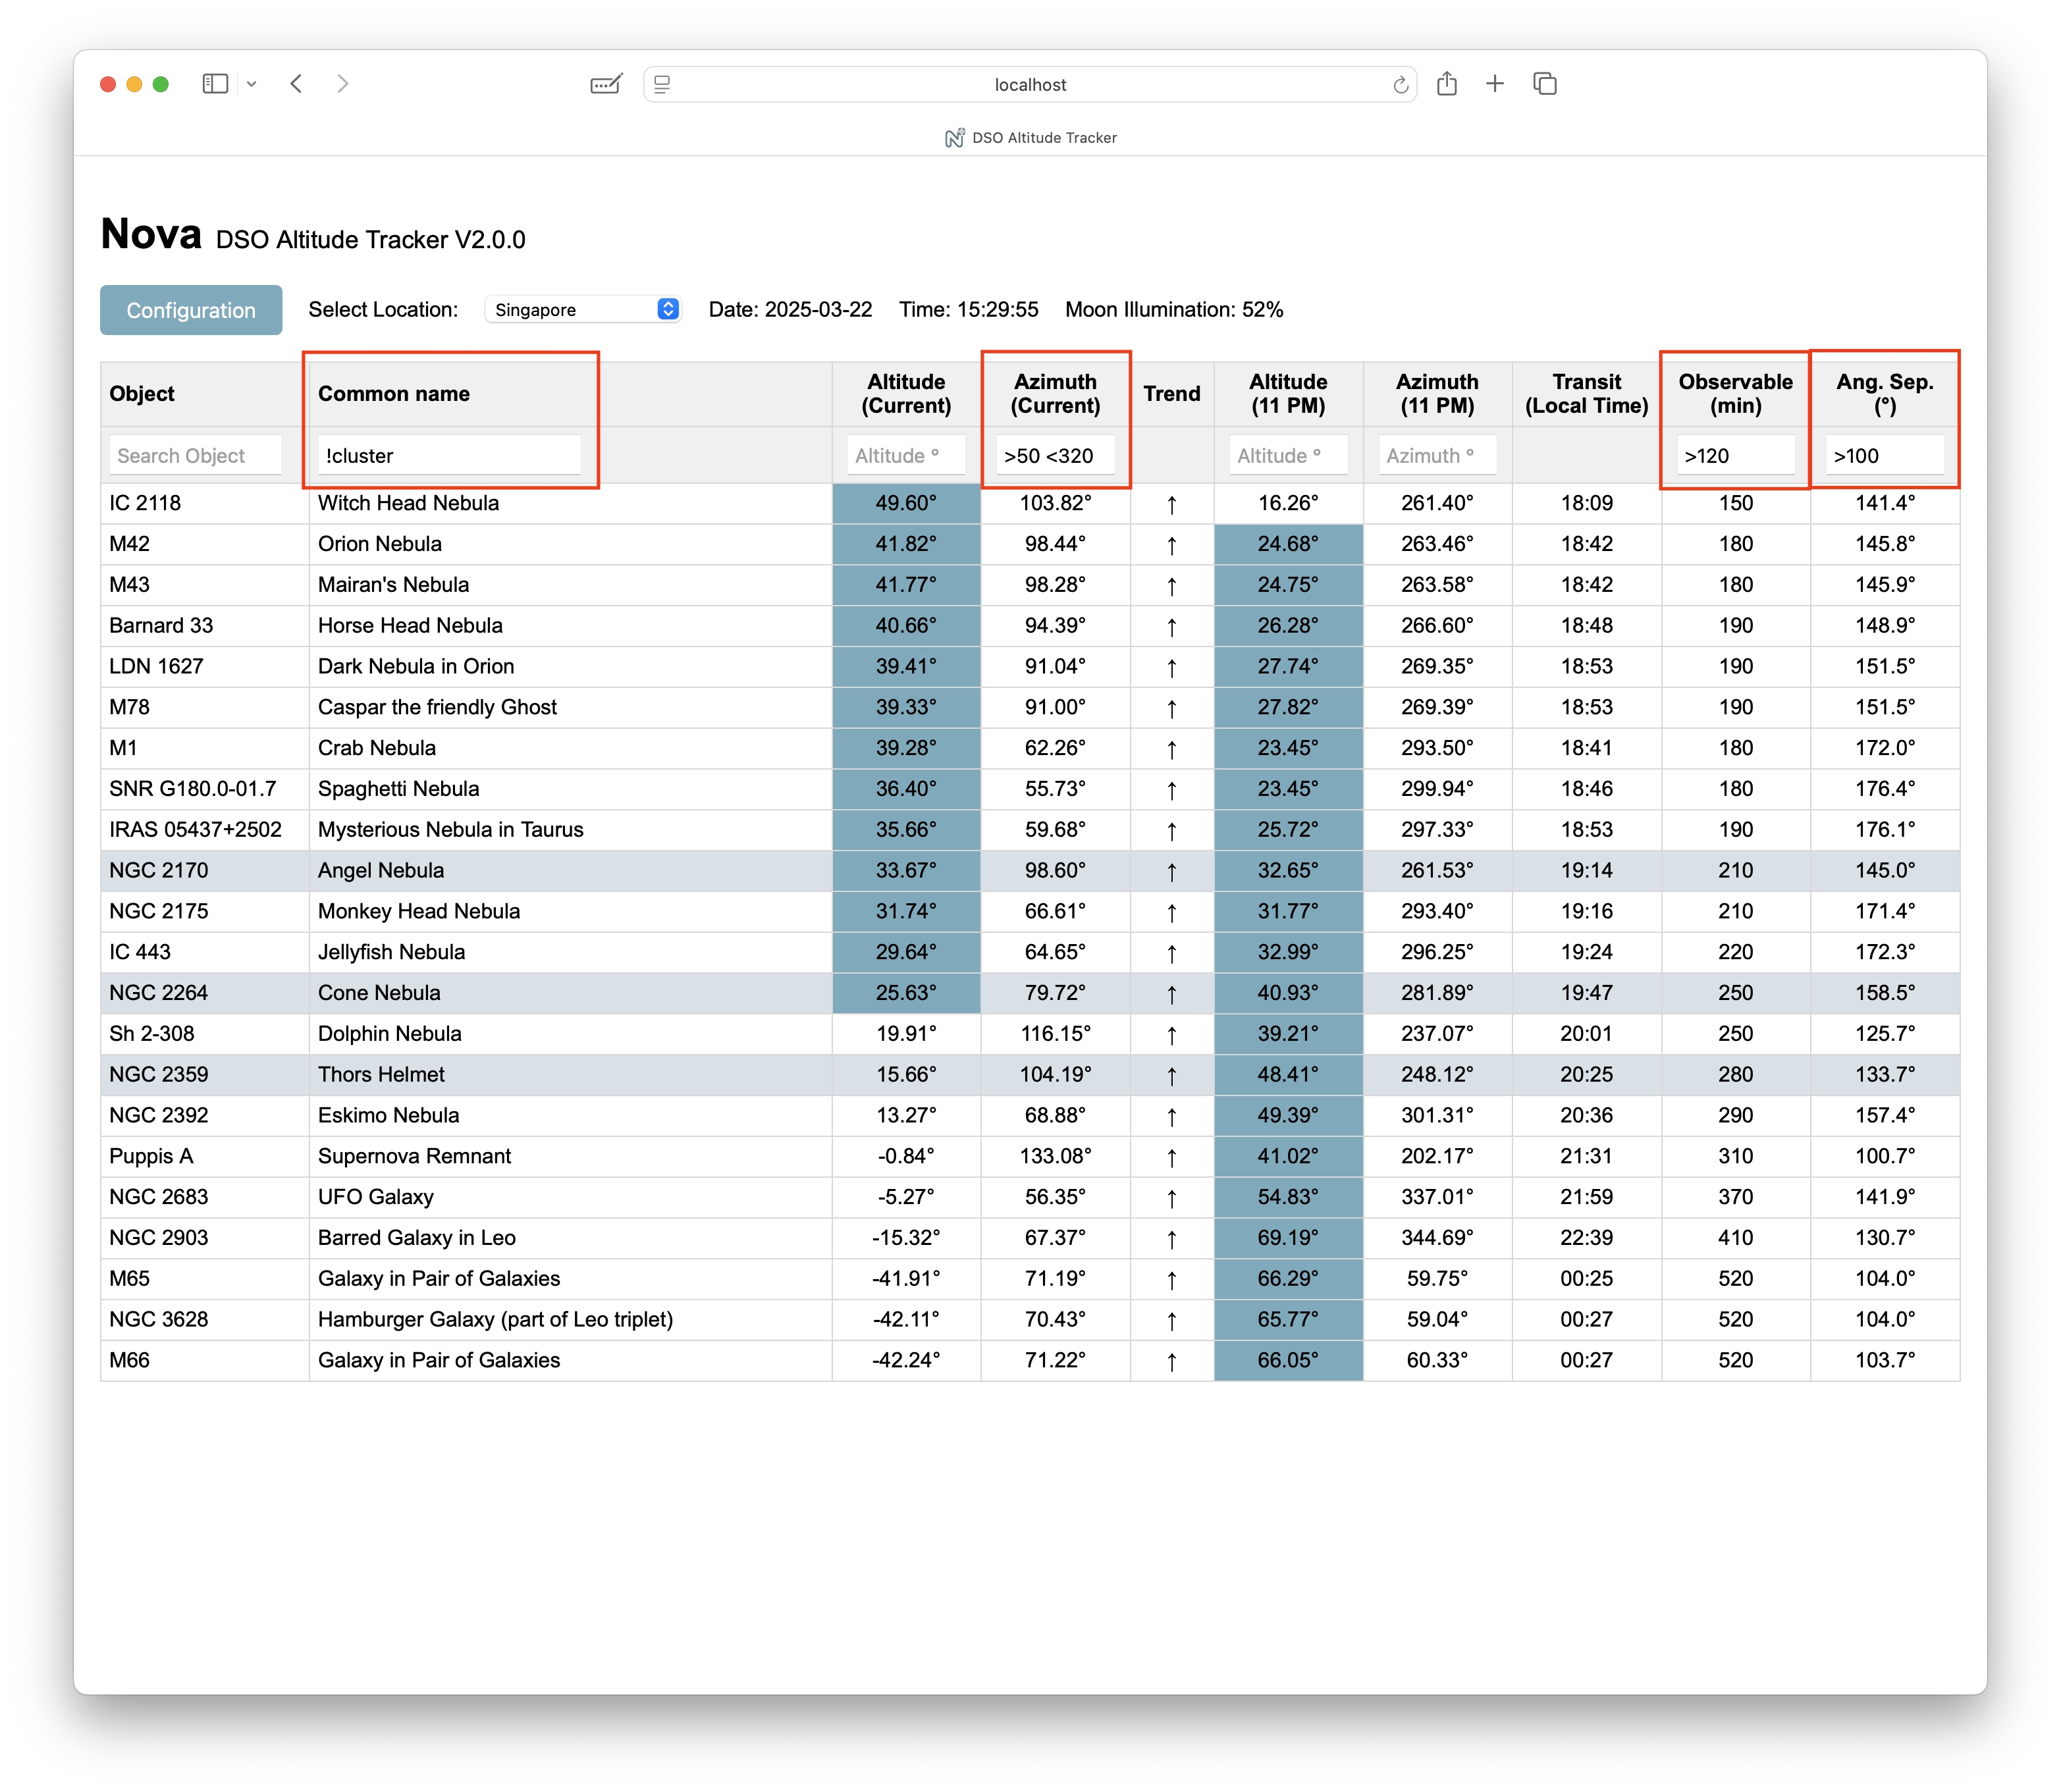 localhost
DSO Altitude Tracker
Nova DSO Altitude Tracker V2.0.0
Configuration Select Location: Singapore Date: 2025-03-22 Time: 15:29:55 Moon Illumination: 52%
Object Common name Altitude (Current) Azimuth (Current) Trend Altitude (11 PM) Azimuth (11 PM) Transit (Local Time) Observable (min) Ang. Sep. (°)
Search Object !cluster Altitude ° >50 <320 Altitude ° Azimuth ° >120 >100
IC 2118 Witch Head Nebula 49.60° 103.82° ↑ 16.26° 261.40° 18:09 150 141.4°
M42 Orion Nebula 41.82° 98.44° ↑ 24.68° 263.46° 18:42 180 145.8°
M43 Mairan's Nebula 41.77° 98.28° ↑ 24.75° 263.58° 18:42 180 145.9°
Barnard 33 Horse Head Nebula 40.66° 94.39° ↑ 26.28° 266.60° 18:48 190 148.9°
LDN 1627 Dark Nebula in Orion 39.41° 91.04° ↑ 27.74° 269.35° 18:53 190 151.5°
M78 Caspar the friendly Ghost 39.33° 91.00° ↑ 27.82° 269.39° 18:53 190 151.5°
M1 Crab Nebula 39.28° 62.26° ↑ 23.45° 293.50° 18:41 180 172.0°
SNR G180.0-01.7 Spaghetti Nebula 36.40° 55.73° ↑ 23.45° 299.94° 18:46 180 176.4°
IRAS 05437+2502 Mysterious Nebula in Taurus 35.66° 59.68° ↑ 25.72° 297.33° 18:53 190 176.1°
NGC 2170 Angel Nebula 33.67° 98.60° ↑ 32.65° 261.53° 19:14 210 145.0°
NGC 2175 Monkey Head Nebula 31.74° 66.61° ↑ 31.77° 293.40° 19:16 210 171.4°
IC 443 Jellyfish Nebula 29.64° 64.65° ↑ 32.99° 296.25° 19:24 220 172.3°
NGC 2264 Cone Nebula 25.63° 79.72° ↑ 40.93° 281.89° 19:47 250 158.5°
Sh 2-308 Dolphin Nebula 19.91° 116.15° ↑ 39.21° 237.07° 20:01 250 125.7°
NGC 2359 Thors Helmet 15.66° 104.19° ↑ 48.41° 248.12° 20:25 280 133.7°
NGC 2392 Eskimo Nebula 13.27° 68.88° ↑ 49.39° 301.31° 20:36 290 157.4°
Puppis A Supernova Remnant -0.84° 133.08° ↑ 41.02° 202.17° 21:31 310 100.7°
NGC 2683 UFO Galaxy -5.27° 56.35° ↑ 54.83° 337.01° 21:59 370 141.9°
NGC 2903 Barred Galaxy in Leo -15.32° 67.37° ↑ 69.19° 344.69° 22:39 410 130.7°
M65 Galaxy in Pair of Galaxies -41.91° 71.19° ↑ 66.29° 59.75° 00:25 520 104.0°
NGC 3628 Hamburger Galaxy (part of Leo triplet) -42.11° 70.43° ↑ 65.77° 59.04° 00:27 520 104.0°
M66 Galaxy in Pair of Galaxies -42.24° 71.22° ↑ 66.05° 60.33° 00:27 520 103.7°